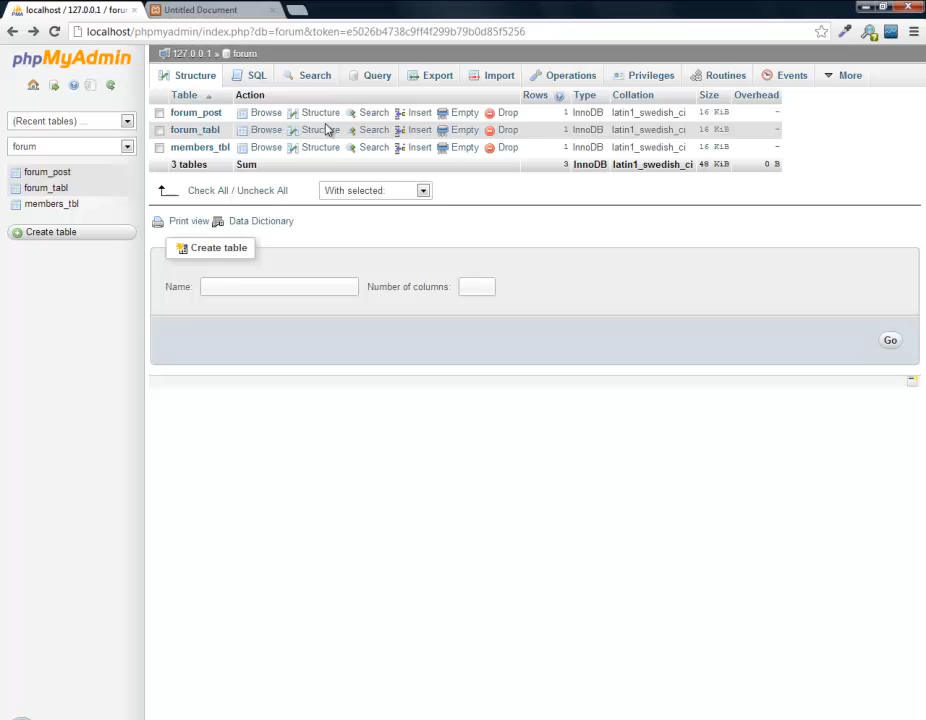 localhost / 127.0.0.1 / foru × Untitled Document ×
localhost/phpmyadmin/index.php?db=forum&token=e5026b4738c9ff4f299b79b0d85f5256
phpMyAdmin
(Recent tables) ...
forum
forum_post
forum_tabl
members_tbl
Create table
127.0.0.1 » forum
Structure SQL Search Query Export Import Operations Privileges Routines Events More
Table Action Rows Type Collation Size Overhead
forum_post Browse Structure Search Insert Empty Drop 1 InnoDB latin1_swedish_ci 16 KiB -
forum_tabl Browse Structure Search Insert Empty Drop 1 InnoDB latin1_swedish_ci 16 KiB -
members_tbl Browse Structure Search Insert Empty Drop 1 InnoDB latin1_swedish_ci 16 KiB -
3 tables Sum 3 InnoDB latin1_swedish_ci 48 KiB 0 B
Check All / Uncheck All With selected:
Print view Data Dictionary
Create table
Name: Number of columns:
Go